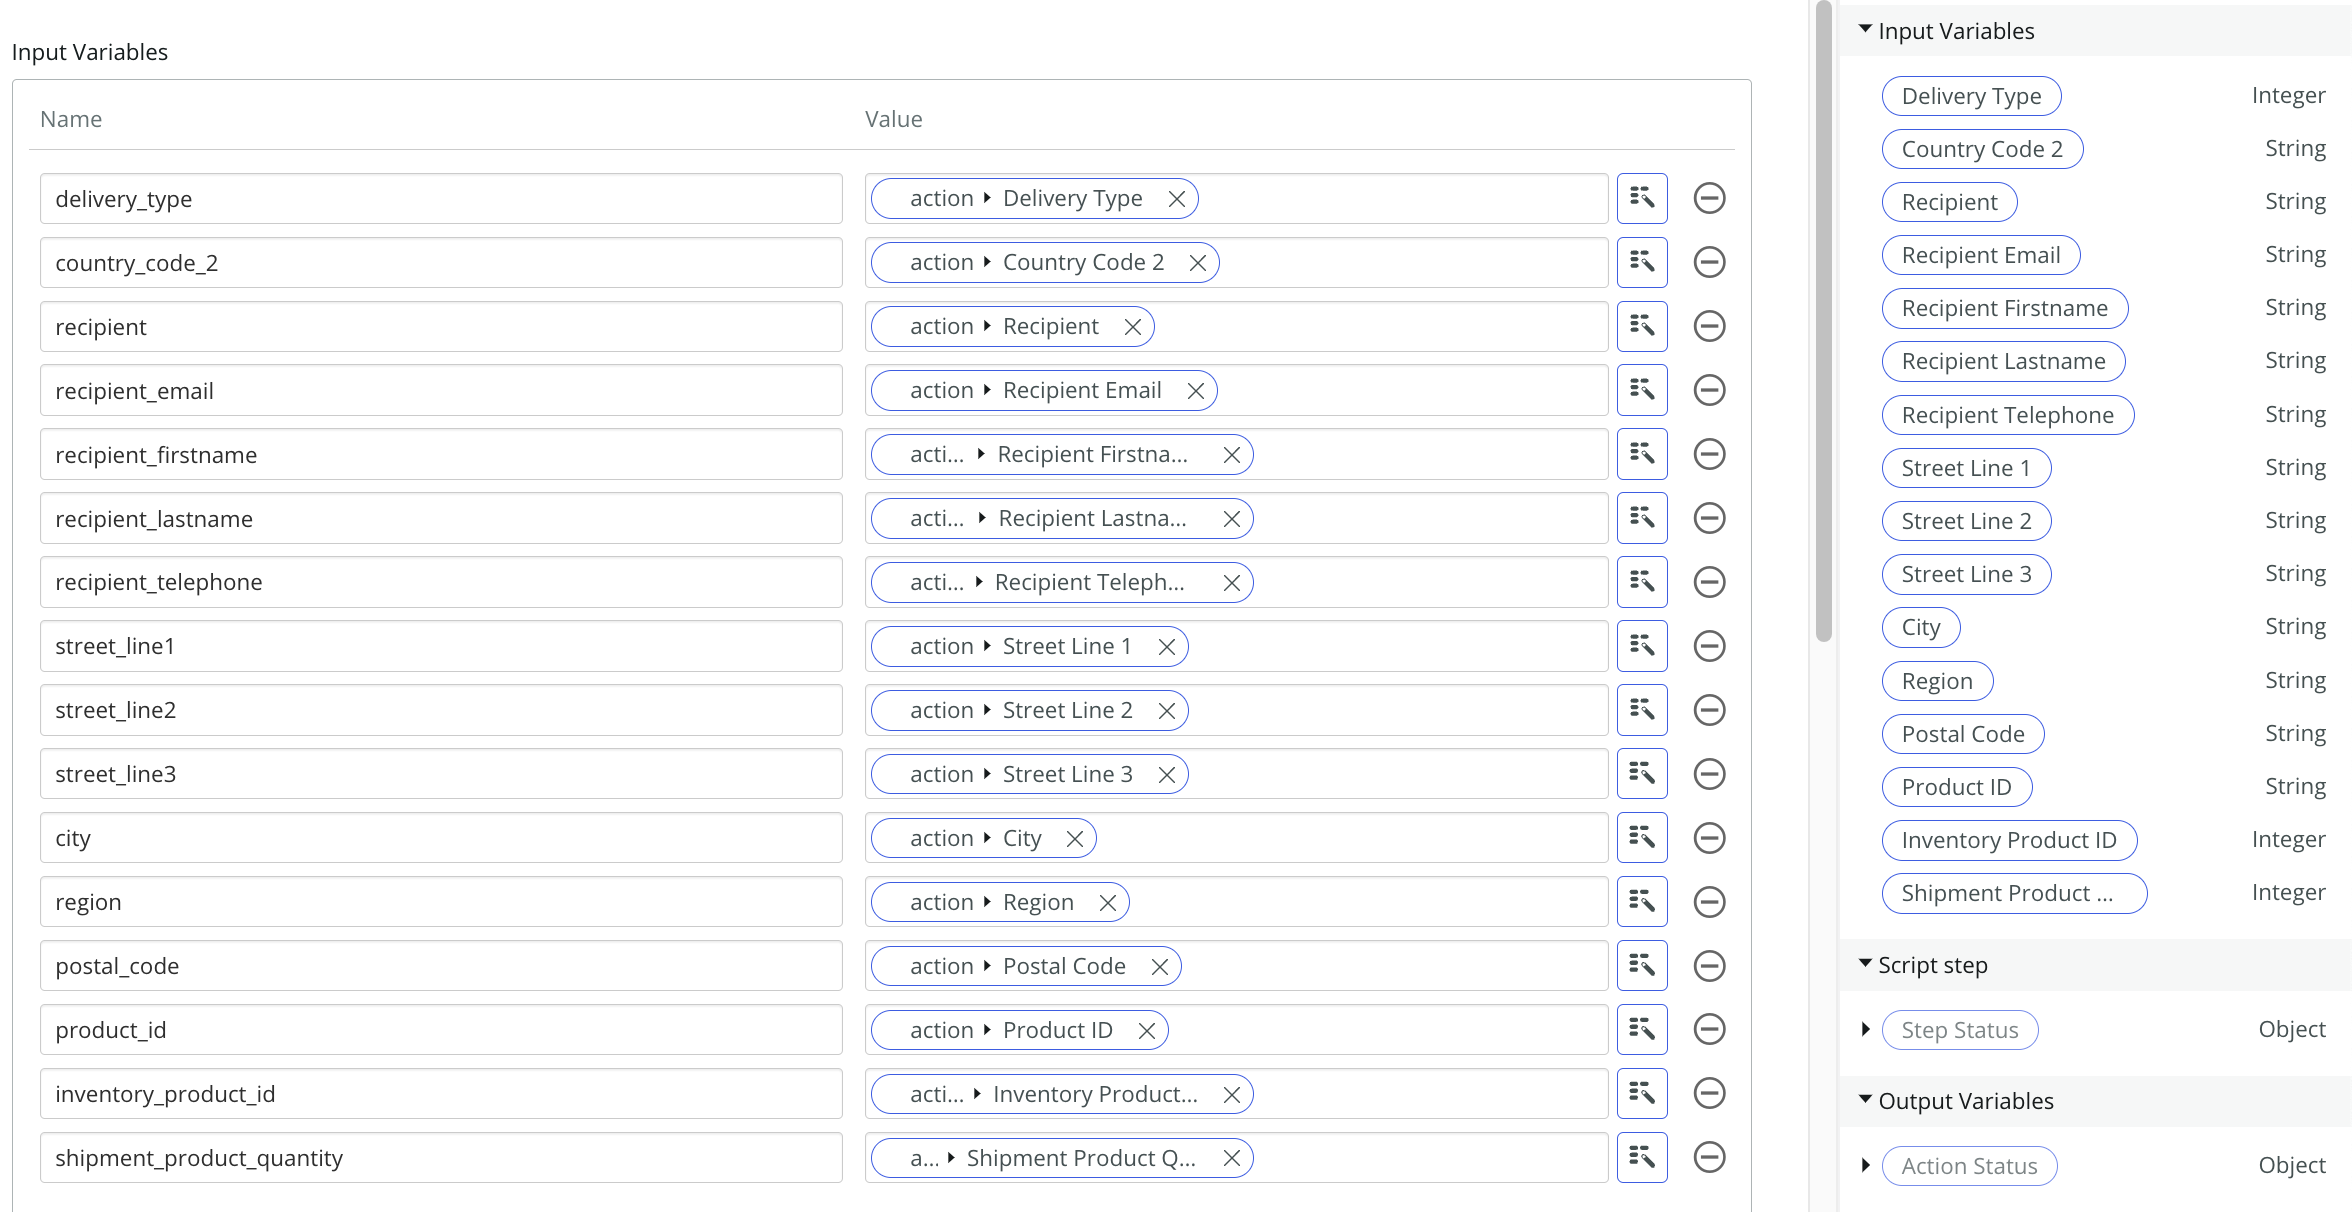 Input Variables
Name Value
delivery_type action Delivery Type
country_code_2 action Country Code 2
recipient action Recipient
recipient_email action Recipient Email
recipient_firstname acti... Recipient Firstna...
recipient_lastname acti... Recipient Lastna...
recipient_telephone acti... Recipient Teleph...
street_line1 action Street Line 1
street_line2 action Street Line 2
street_line3 action Street Line 3
city action City
region action Region
postal_code action Postal Code
product_id action Product ID
inventory_product_id acti... Inventory Product...
shipment_product_quantity a... Shipment Product Q...
Input Variables
Delivery Type Integer
Country Code 2 String
Recipient String
Recipient Email String
Recipient Firstname String
Recipient Lastname String
Recipient Telephone String
Street Line 1 String
Street Line 2 String
Street Line 3 String
City String
Region String
Postal Code String
Product ID String
Inventory Product ID Integer
Shipment Product ... Integer
Script step
Step Status Object
Output Variables
Action Status Object